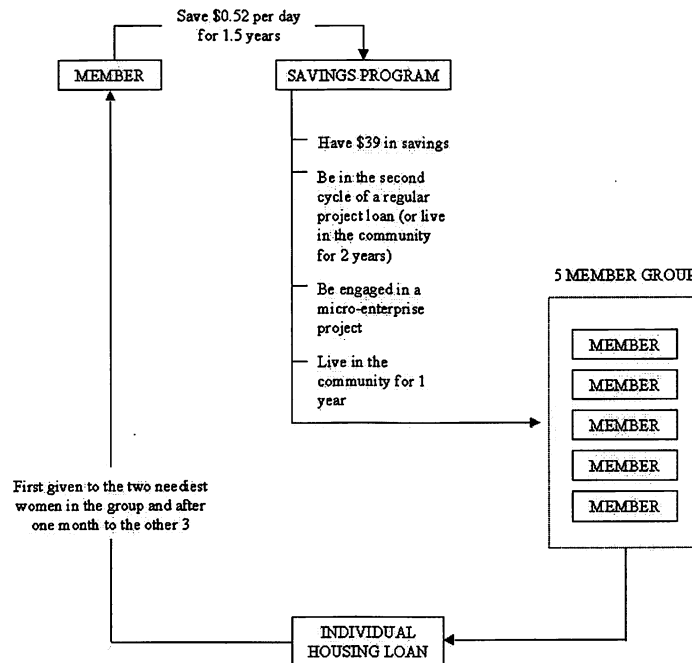 Save $0.52 per day
for 1.5 years
MEMBER
SAVINGS PROGRAM
Have $39 in savings
Be in the second
cycle of a regular
project loan (or live
in the community
for 2 years)
Be engaged in a
micro-enterprise
project
Live in the
community for 1
year
5 MEMBER GROUP
MEMBER
MEMBER
MEMBER
MEMBER
MEMBER
First given to the two neediest
women in the group and after
one month to the other 3
INDIVIDUAL
HOUSING LOAN